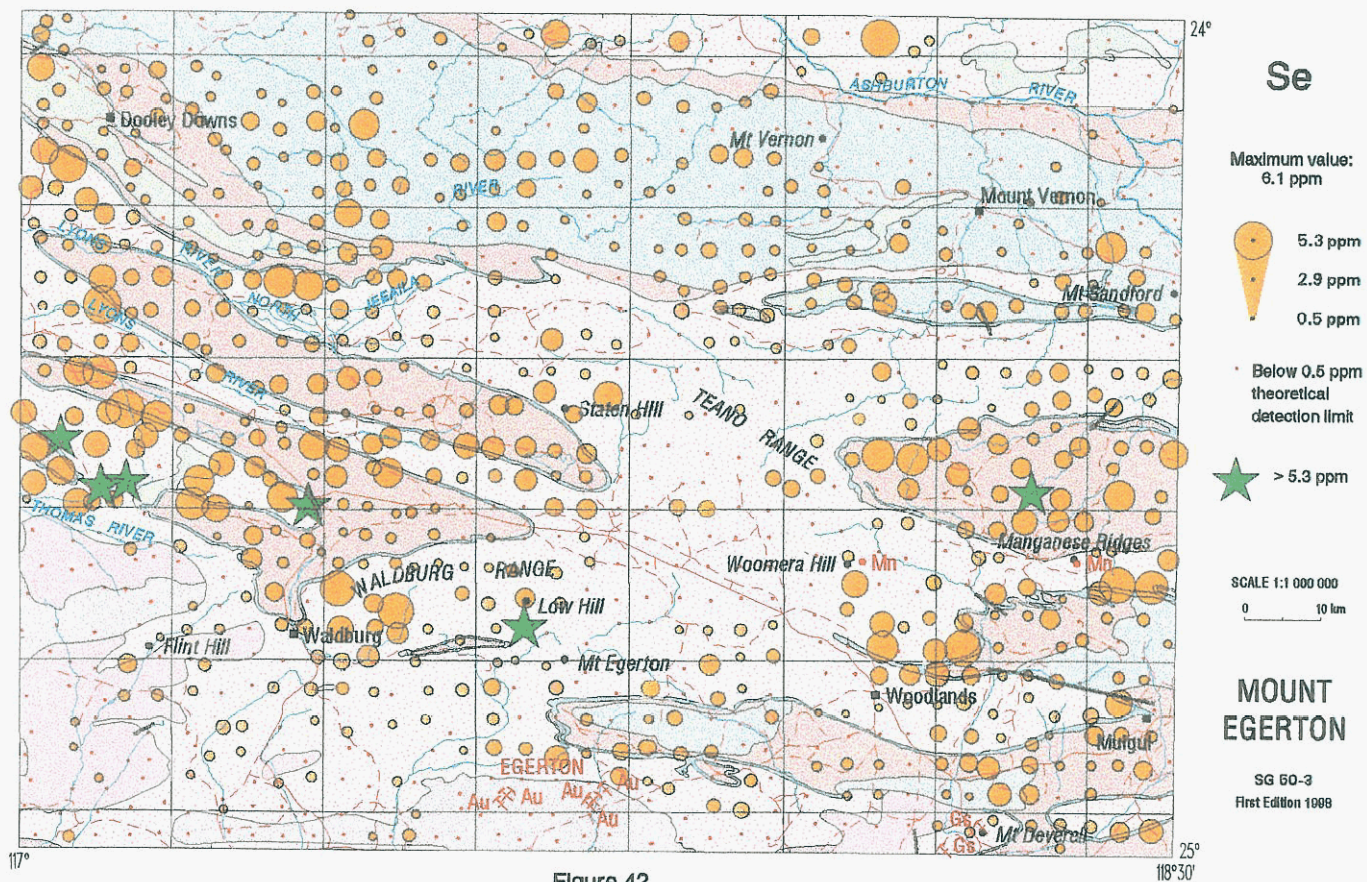 24°
Se
ASHBURTON RIVER
Dooley Downs
Mt Vernon
Maximum value:
6.1 ppm
RIVER
Mount Vernon
LYONS RIVER NORTH
5.3 ppm
JEEAILA
2.9 ppm
Mt Sandford
0.5 ppm
LYONS RIVER
Below 0.5 ppm
theoretical
detection limit
TEANO RANGE
Staten Hill
> 5.3 ppm
THOMAS RIVER
Manganese Ridges
Woomera Hill
Mn
Mn
WALDBURG RANGE
SCALE 1:1 000 000
0 10 km
Low Hill
Waldburg
Flint Hill
Mt Egerton
Woodlands
MOUNT
EGERTON
Mulgul
EGERTON
Au Au Au Au
Au
SG 50-3
First Edition 1998
Gs
Mt Deverell
Gs
117°
25°
118°30'
Figure 42